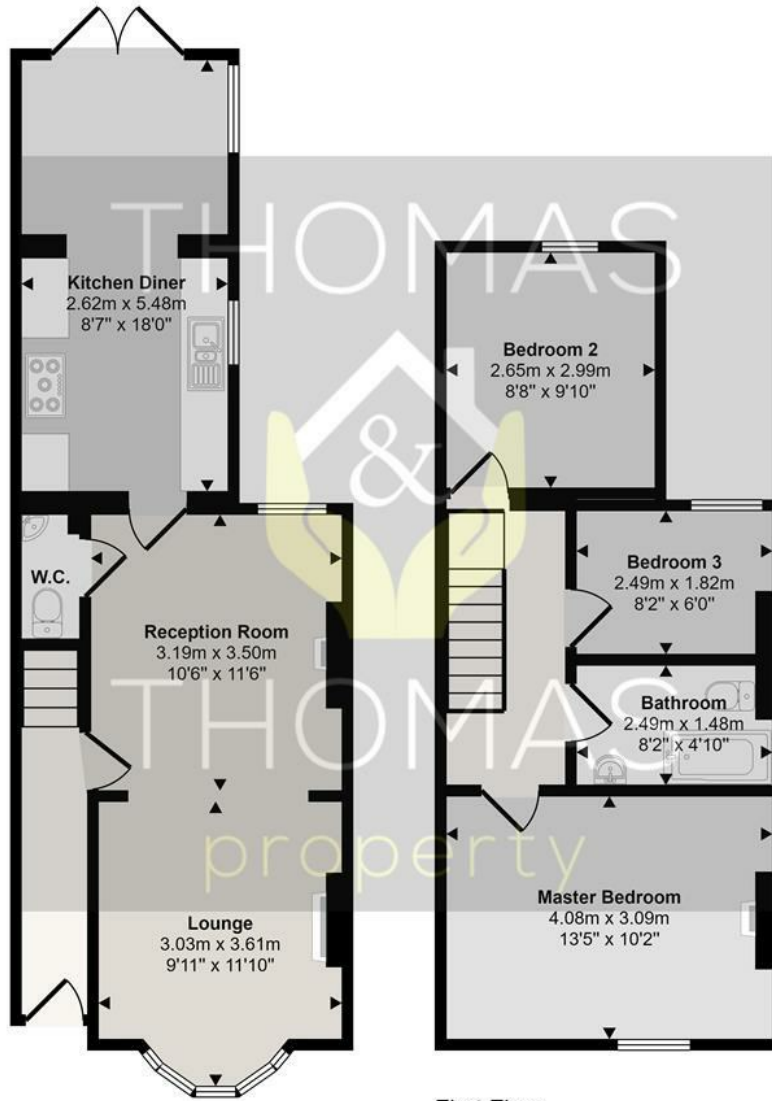 THOMAS
&
THOMAS
property
Kitchen Diner
2.62m x 5.48m
8'7" x 18'0"
W.C.
Reception Room
3.19m x 3.50m
10'6" x 11'6"
Lounge
3.03m x 3.61m
9'11" x 11'10"
Bedroom 2
2.65m x 2.99m
8'8" x 9'10"
Bedroom 3
2.49m x 1.82m
8'2" x 6'0"
Bathroom
2.49m x 1.48m
8'2" x 4'10"
Master Bedroom
4.08m x 3.09m
13'5" x 10'2"